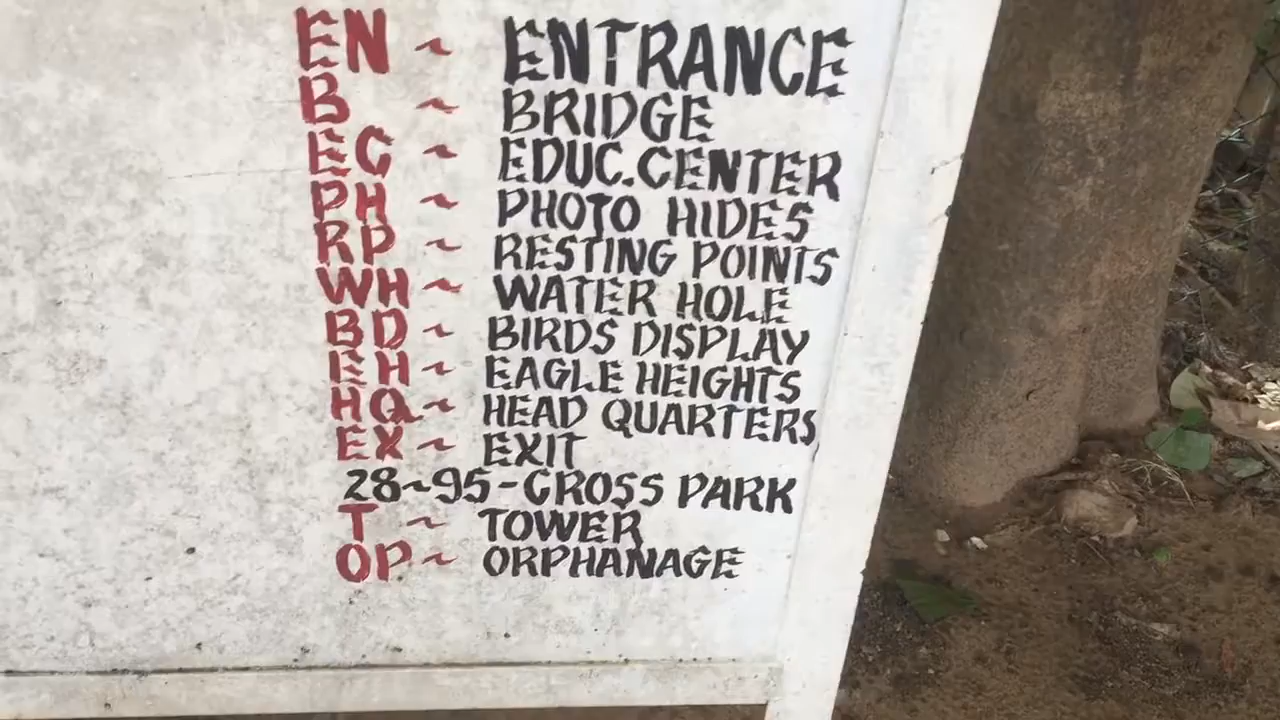 EN ~ ENTRANCE
B ~ BRIDGE
EC ~ EDUC.CENTER
PH ~ PHOTO HIDES
RP ~ RESTING POINTS
WH ~ WATER HOLE
BD ~ BIRDS DISPLAY
EH ~ EAGLE HEIGHTS
HQ ~ HEAD QUARTERS
EX ~ EXIT
28~95-CROSS PARK
T ~ TOWER
OP ~ ORPHANAGE